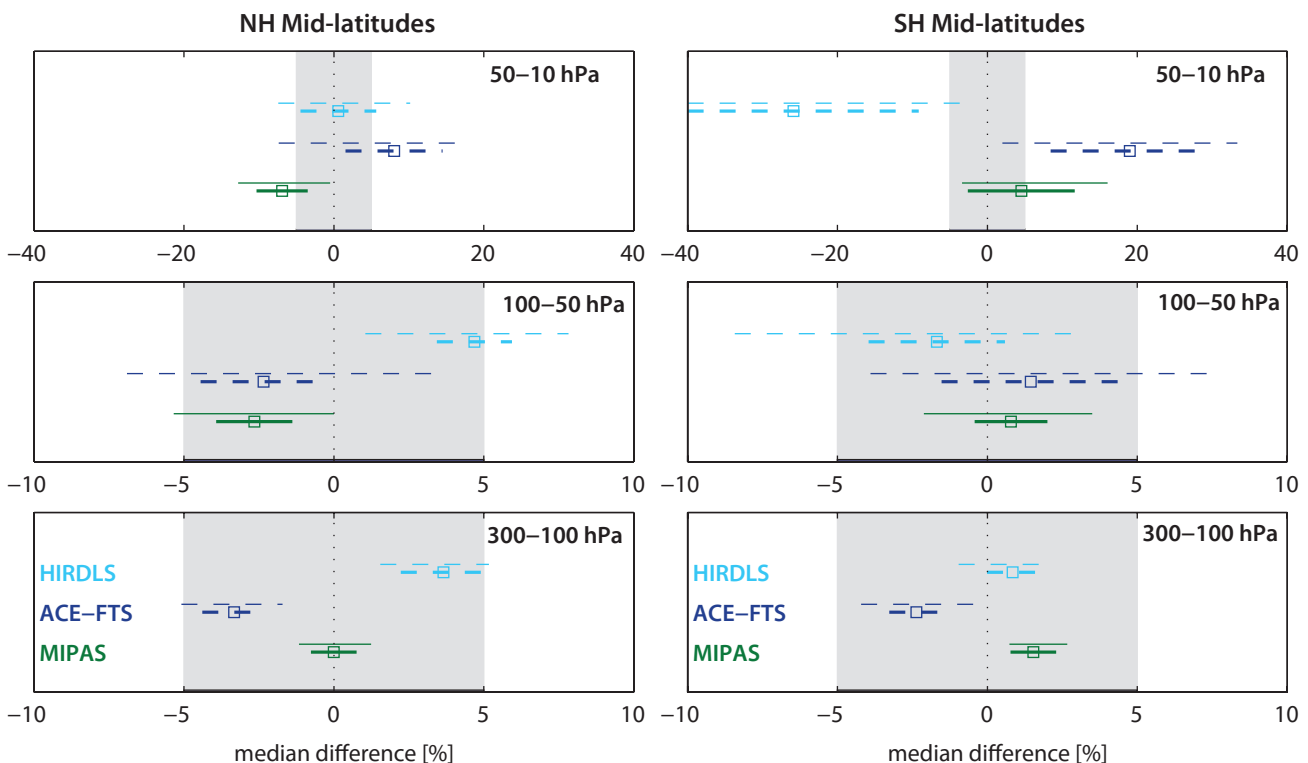 NH Mid-latitudes
SH Mid-latitudes
50–10 hPa
50–10 hPa
−40 −20 0 20 40
−40 −20 0 20 40
100–50 hPa
100–50 hPa
−10 −5 0 5 10
−10 −5 0 5 10
300–100 hPa
300–100 hPa
HIRDLS
HIRDLS
ACE–FTS
ACE–FTS
MIPAS
MIPAS
−10 −5 0 5 10
−10 −5 0 5 10
median difference [%]
median difference [%]